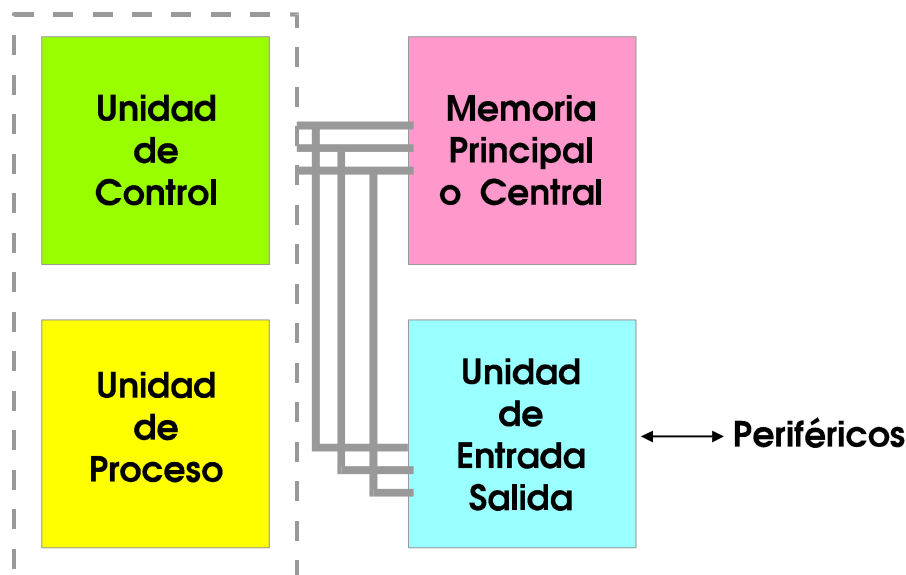 Unidad
de
Control
Memoria
Principal
o Central
Unidad
de
Proceso
Unidad
de
Entrada
Salida
Periféricos